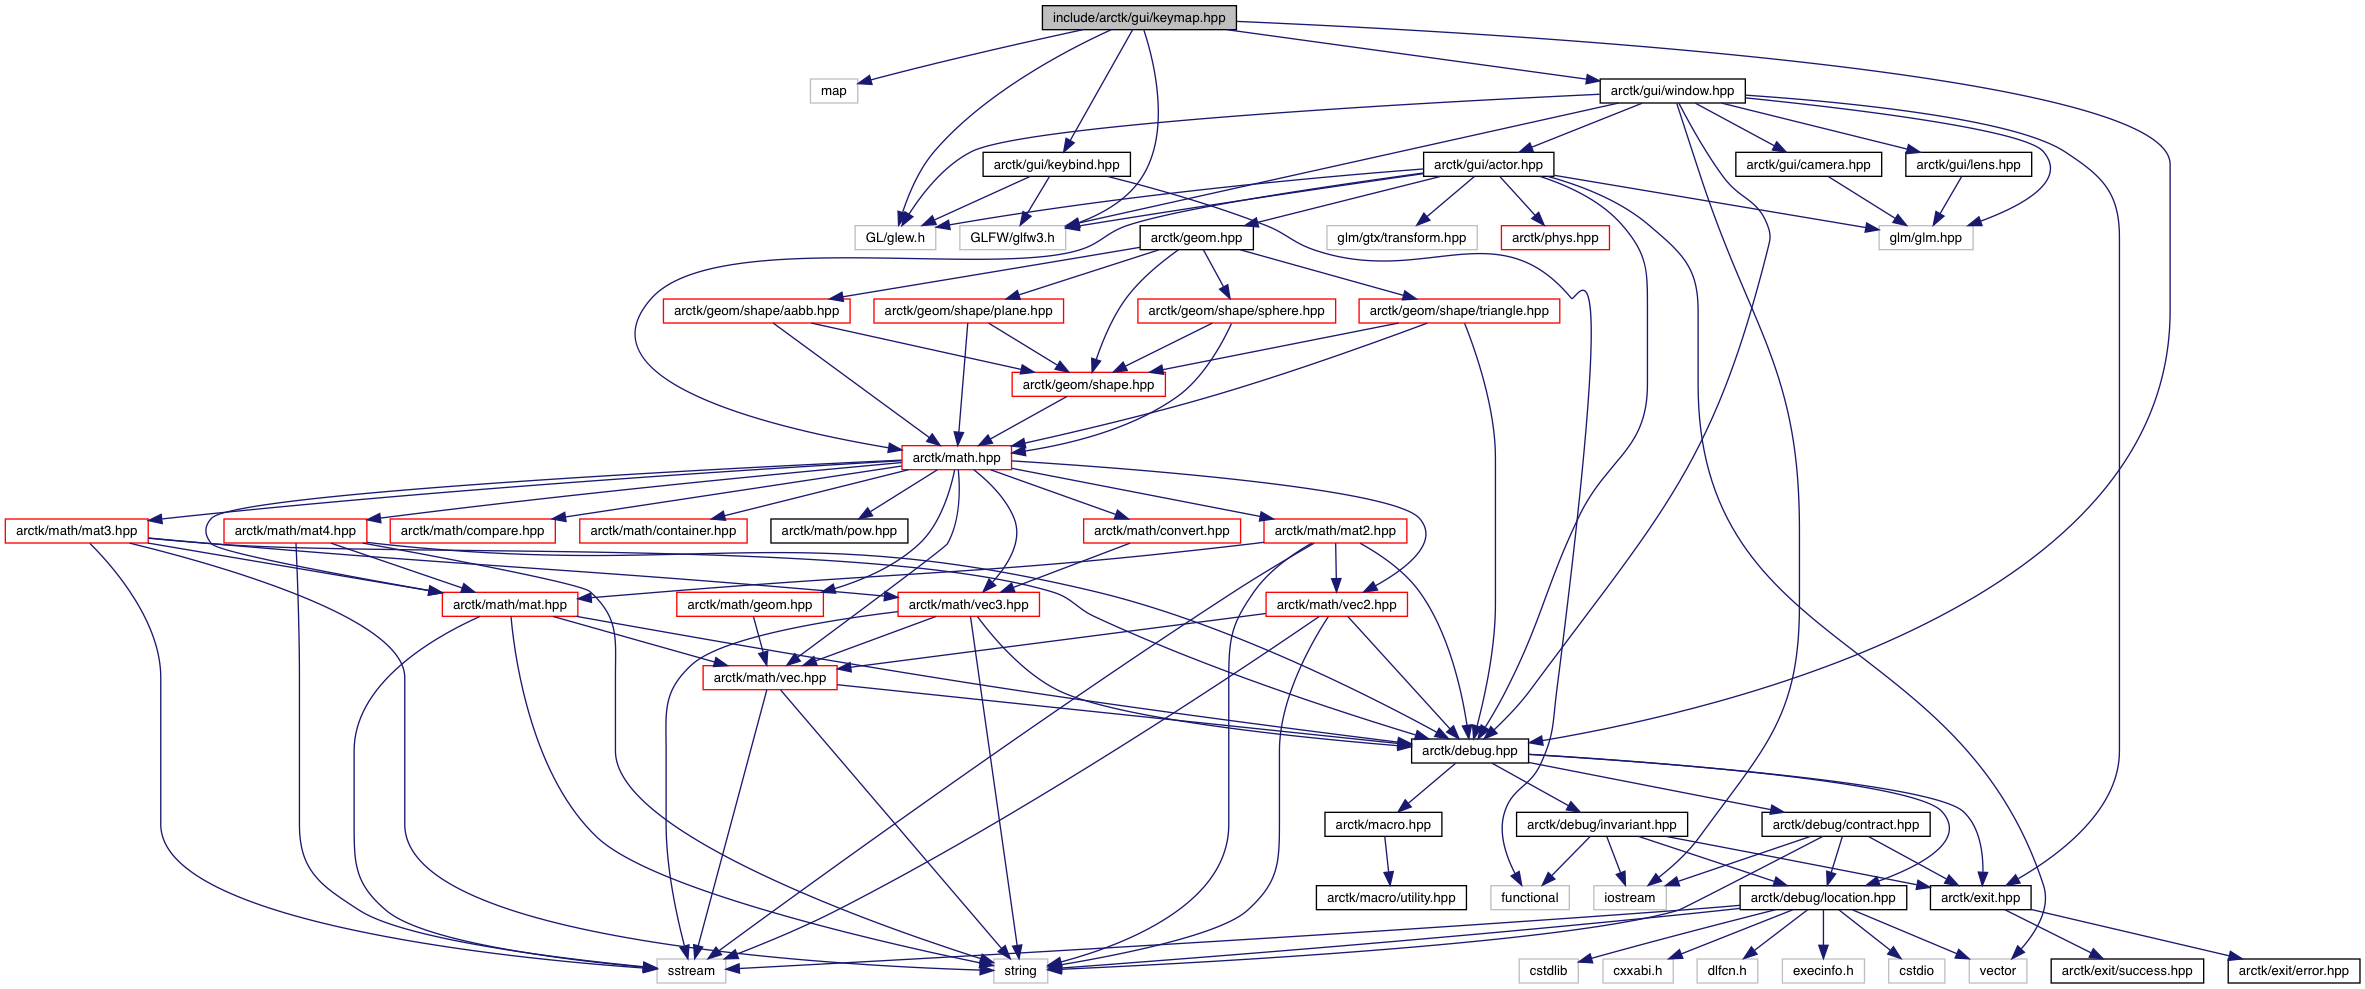 include/arctk/gui/keymap.hpp
map
arctk/gui/window.hpp
arctk/gui/keybind.hpp
arctk/gui/actor.hpp
arctk/gui/camera.hpp
arctk/gui/lens.hpp
GL/glew.h
GLFW/glfw3.h
arctk/geom.hpp
glm/gtx/transform.hpp
arctk/phys.hpp
glm/glm.hpp
arctk/geom/shape/aabb.hpp
arctk/geom/shape/plane.hpp
arctk/geom/shape/sphere.hpp
arctk/geom/shape/triangle.hpp
arctk/geom/shape.hpp
arctk/math.hpp
arctk/math/mat3.hpp
arctk/math/mat4.hpp
arctk/math/compare.hpp
arctk/math/container.hpp
arctk/math/pow.hpp
arctk/math/convert.hpp
arctk/math/mat2.hpp
arctk/math/mat.hpp
arctk/math/geom.hpp
arctk/math/vec3.hpp
arctk/math/vec2.hpp
arctk/math/vec.hpp
arctk/debug.hpp
arctk/macro.hpp
arctk/debug/invariant.hpp
arctk/debug/contract.hpp
arctk/macro/utility.hpp
functional
iostream
arctk/debug/location.hpp
arctk/exit.hpp
sstream
string
cstdlib
cxxabi.h
dlfcn.h
execinfo.h
cstdio
vector
arctk/exit/success.hpp
arctk/exit/error.hpp